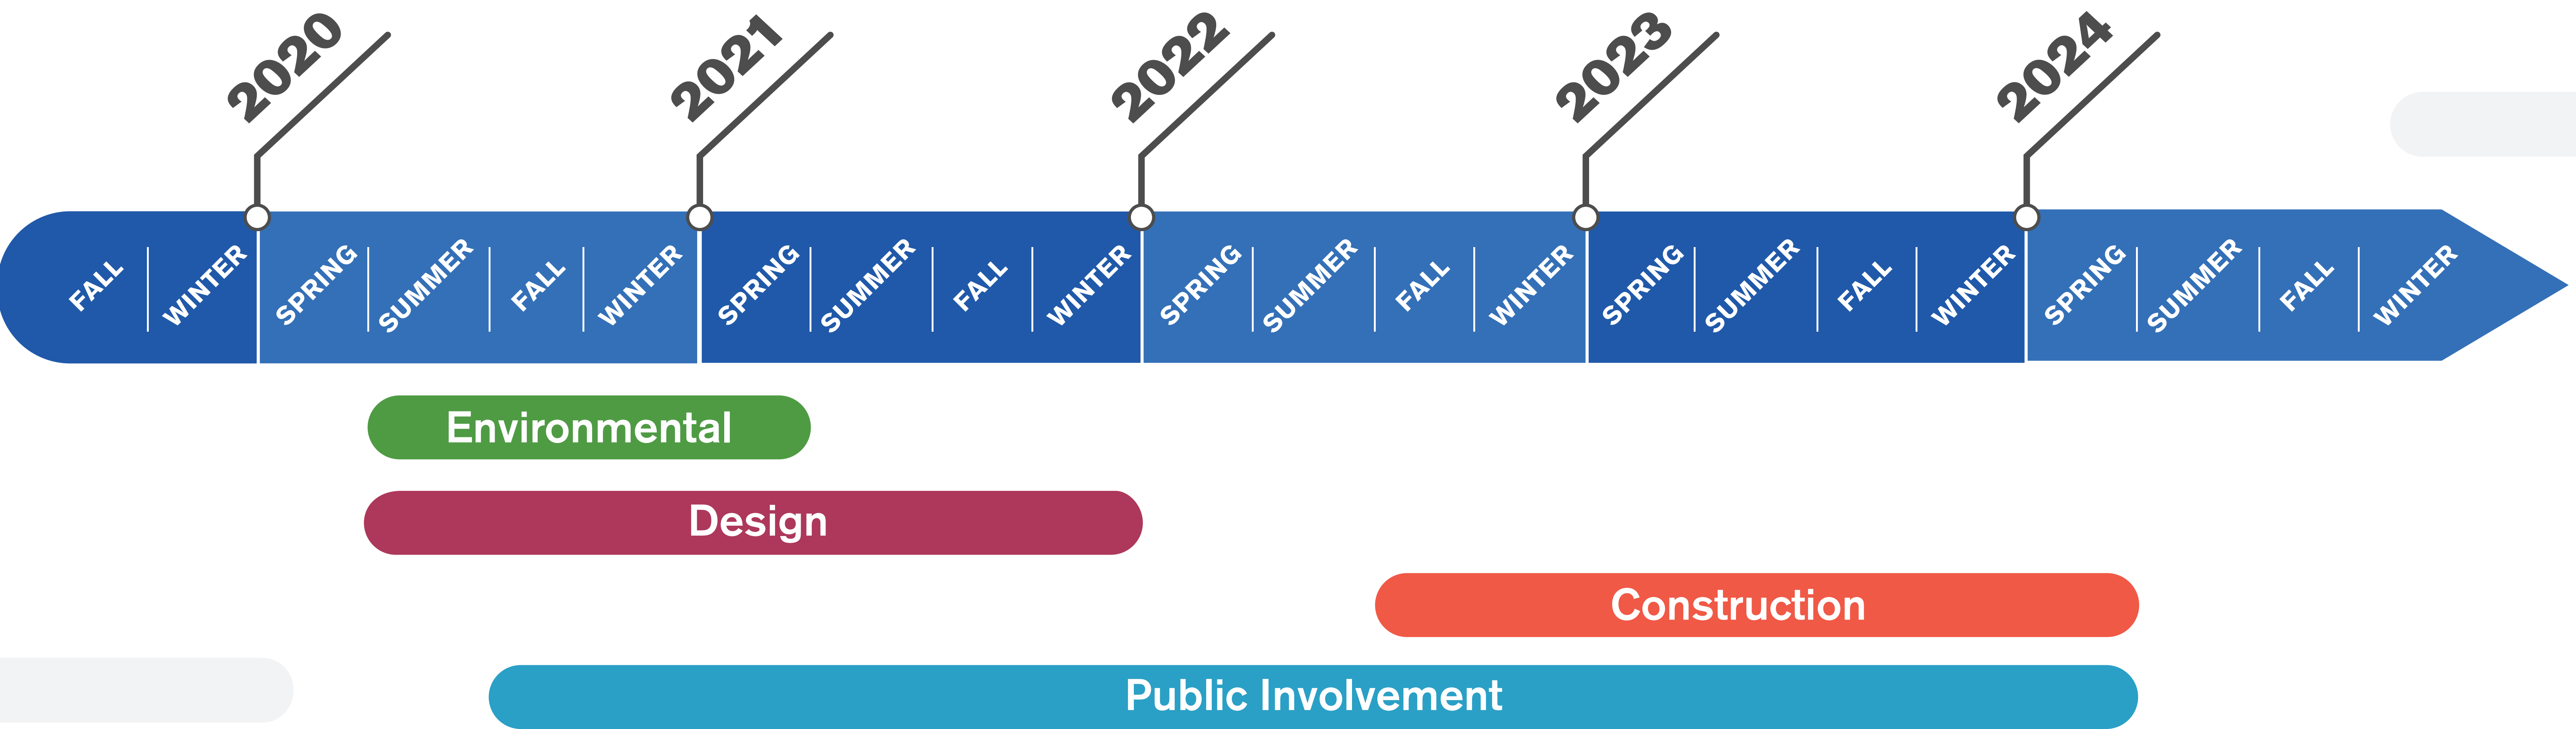 2020
2021
2022
2023
2024
FALL
WINTER
SPRING
SUMMER
FALL
WINTER
SPRING
SUMMER
FALL
WINTER
SPRING
SUMMER
FALL
WINTER
SPRING
SUMMER
FALL
WINTER
SPRING
SUMMER
FALL
WINTER
Environmental
Design
Construction
Public Involvement